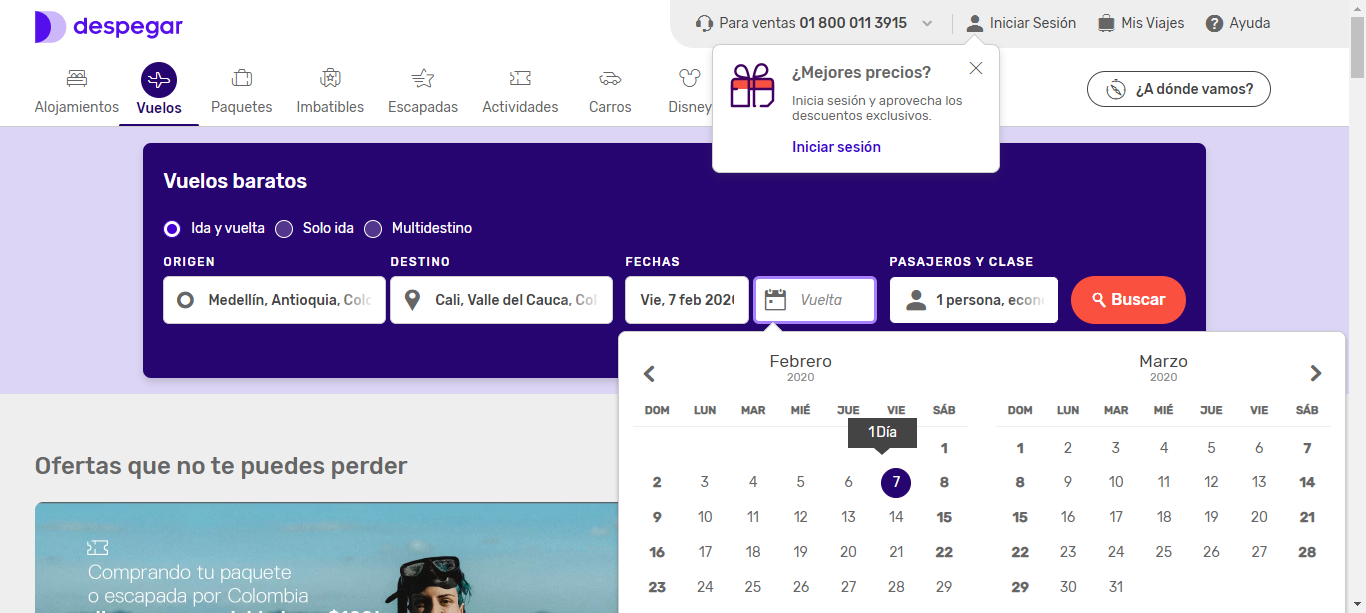 despegar
Para ventas 01 800 011 3915
Iniciar Sesión
Mis Viajes
Ayuda
Alojamientos
Vuelos
Paquetes
Imbatibles
Escapadas
Actividades
Carros
Disney
¿A dónde vamos?
¿Mejores precios?
Inicia sesión y aprovecha los
descuentos exclusivos.
Iniciar sesión
Vuelos baratos
Ida y vuelta
Solo ida
Multidestino
ORIGEN
DESTINO
FECHAS
PASAJEROS Y CLASE
Medellín, Antioquia, Colo
Cali, Valle del Cauca, Col
Vie, 7 feb 2020
Vuelta
1 persona, econ
Buscar
Febrero
2020
DOM LUN MAR MIÉ JUE VIE SÁB
1 Día
1
2 3 4 5 6 7 8
9 10 11 12 13 14 15
16 17 18 19 20 21 22
23 24 25 26 27 28 29
Marzo
2020
DOM LUN MAR MIÉ JUE VIE SÁB
1 2 3 4 5 6 7
8 9 10 11 12 13 14
15 16 17 18 19 20 21
22 23 24 25 26 27 28
29 30 31
Ofertas que no te puedes perder
Comprando tu paquete
o escapada por Colombia